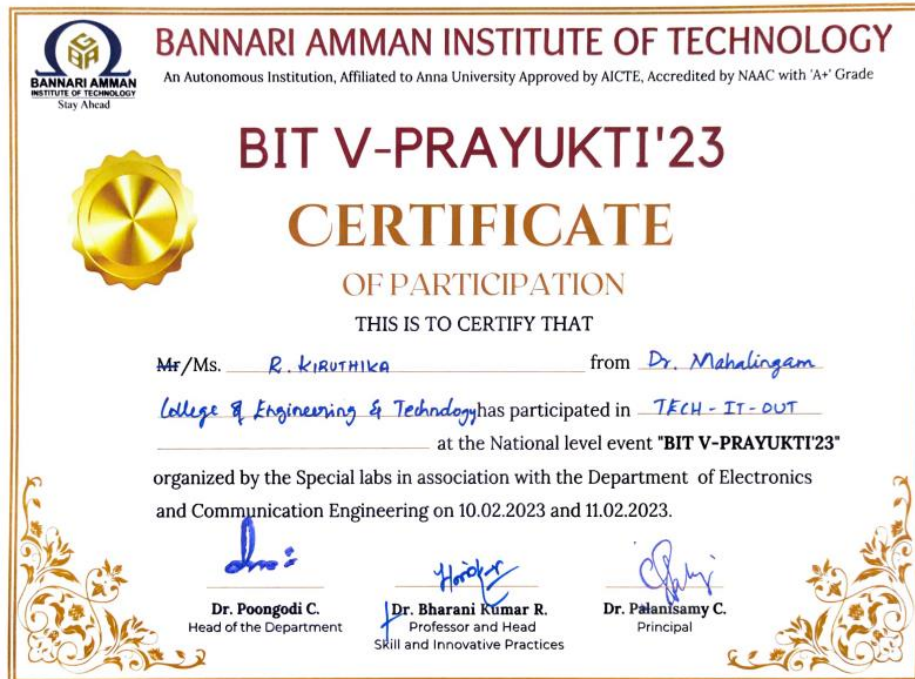 BANNARI AMMAN
INSTITUTE OF TECHNOLOGY
Stay Ahead
BANNARI AMMAN INSTITUTE OF TECHNOLOGY
An Autonomous Institution, Affiliated to Anna University Approved by AICTE, Accredited by NAAC with 'A+' Grade
BIT V-PRAYUKTI'23
CERTIFICATE
OF PARTICIPATION
THIS IS TO CERTIFY THAT
Mr/Ms. R. KIRUTHIKA from Dr. Mahalingam
College of Engineering & Technology has participated in TECH-IT-OUT
at the National level event "BIT V-PRAYUKTI'23"
organized by the Special labs in association with the Department of Electronics
and Communication Engineering on 10.02.2023 and 11.02.2023.
Dr. Poongodi C.
Head of the Department
Dr. Bharani Kumar R.
Professor and Head
Skill and Innovative Practices
Dr. Palanisamy C.
Principal